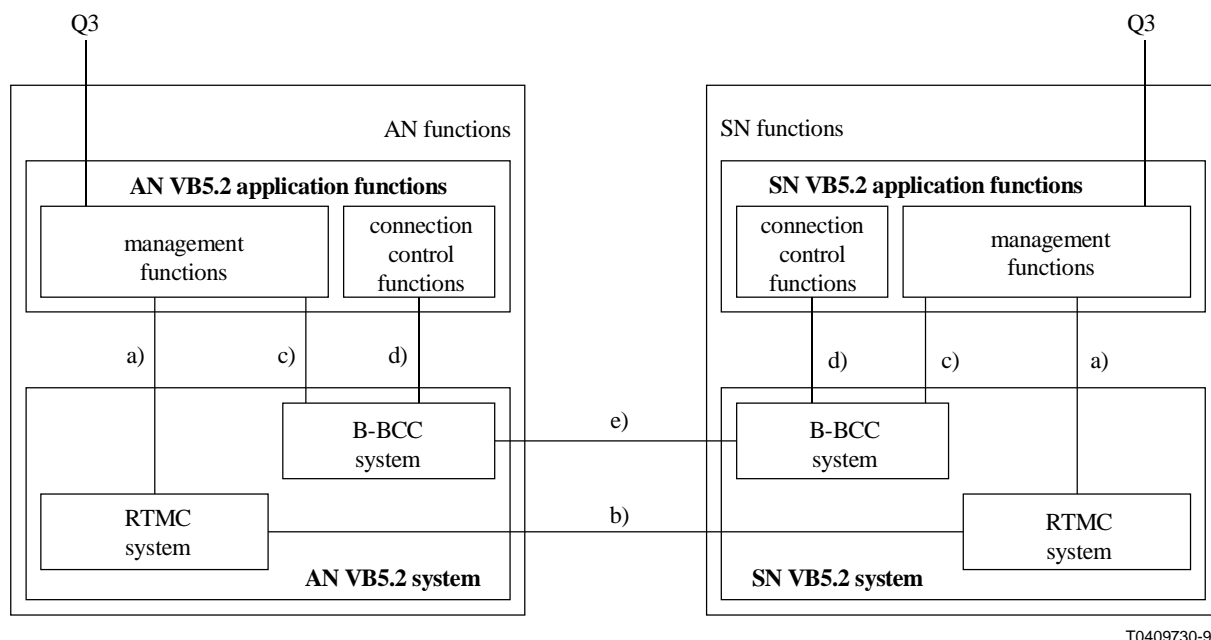 Q3
Q3
AN functions
SN functions
AN VB5.2 application functions
SN VB5.2 application functions
management
functions
connection
control
functions
connection
control
functions
management
functions
a)
c)
d)
d)
c)
a)
B-BCC
system
e)
B-BCC
system
RTMC
system
b)
RTMC
system
AN VB5.2 system
SN VB5.2 system
T0409730-9